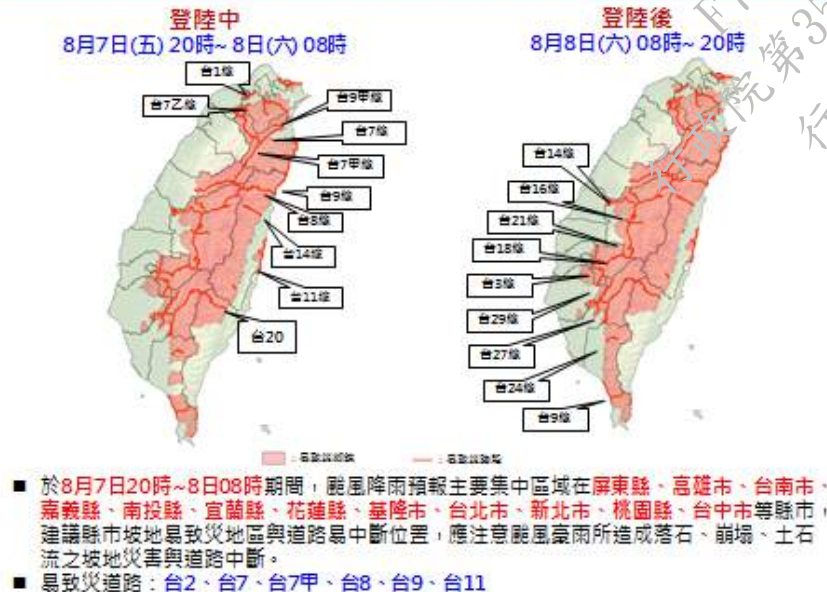 登陸中
8月7日(五) 20時~ 8日(六) 08時
台1線
台7乙線
台9甲線
台7線
台7甲線
台9線
台8線
台14線
台11線
台20
登陸後
8月8日(六) 08時~ 20時
台14線
台16線
台21線
台18線
台3線
台29線
台27線
台24線
台9線
行政院第35
行
■ 於8月7日20時~8日08時期間，颱風降雨預報主要集中區域在屏東縣、高雄市、台南市、
嘉義縣、南投縣、宜蘭縣、花蓮縣、基隆市、台北市、新北市、桃園縣、台中市等縣市，
建議縣市坡地易致災地區與道路易中斷位置，應注意颱風豪雨所造成落石、崩塌、土石
流之坡地災害與道路中斷。
■ 易致災道路：台2、台7、台7甲、台8、台9、台11